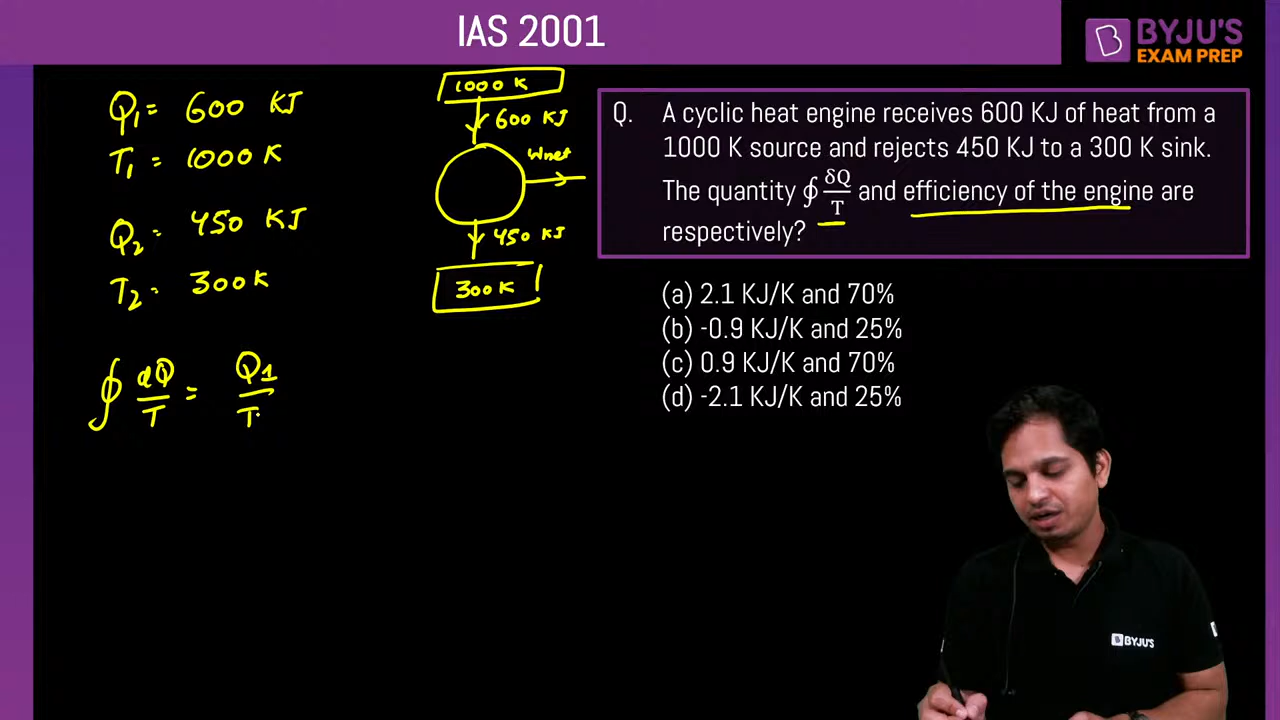 IAS 2001
BYJU'S
EXAM PREP
Q₁ = 600 KJ
T₁ = 1000 K
Q₂ = 450 KJ
T₂ = 300 K
∮ dQ/T = Q₁/T
1000 K
600 KJ
Wnet
450 KJ
300 K
Q. A cyclic heat engine receives 600 KJ of heat from a
1000 K source and rejects 450 KJ to a 300 K sink.
The quantity ∮ δQ/T and efficiency of the engine are
respectively?
(a) 2.1 KJ/K and 70%
(b) -0.9 KJ/K and 25%
(c) 0.9 KJ/K and 70%
(d) -2.1 KJ/K and 25%
BYJU'S